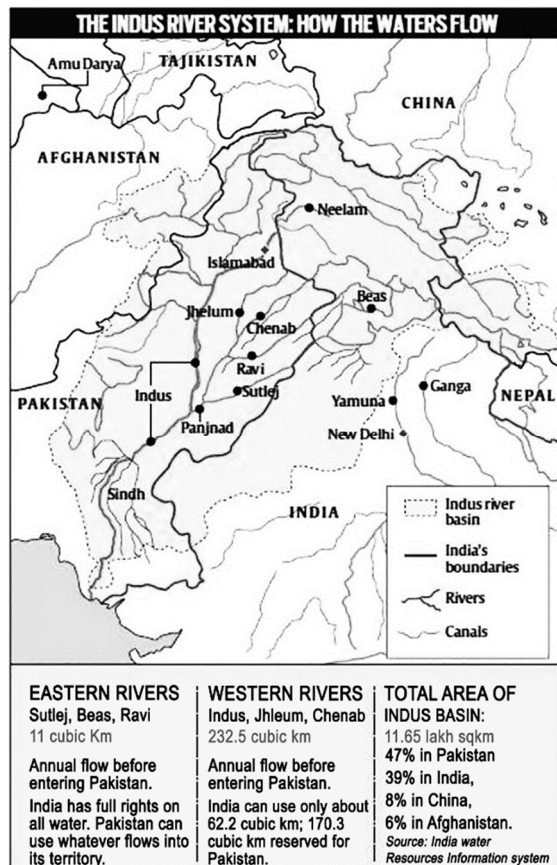 THE INDUS RIVER SYSTEM: HOW THE WATERS FLOW
Amu Darya
TAJIKISTAN
CHINA
AFGHANISTAN
Neelam
Islamabad
Jhelum
Chenab
Beas
Ravi
Indus
Sutlej
PAKISTAN
Panjnad
Yamuna
Ganga
NEPAL
New Delhi
Sindh
INDIA
Indus river
basin
India's
boundaries
Rivers
Canals
EASTERN RIVERS
Sutlej, Beas, Ravi
11 cubic Km
Annual flow before
entering Pakistan.
India has full rights on
all water. Pakistan can
use whatever flows into
its territory.
WESTERN RIVERS
Indus, Jhleum, Chenab
232.5 cubic km
Annual flow before
entering Pakistan.
India can use only about
62.2 cubic km; 170.3
cubic km reserved for
Pakistan.
TOTAL AREA OF
INDUS BASIN:
11.65 lakh sqkm
47% in Pakistan
39% in India,
8% in China,
6% in Afghanistan.
Source: India water
Resources Information system